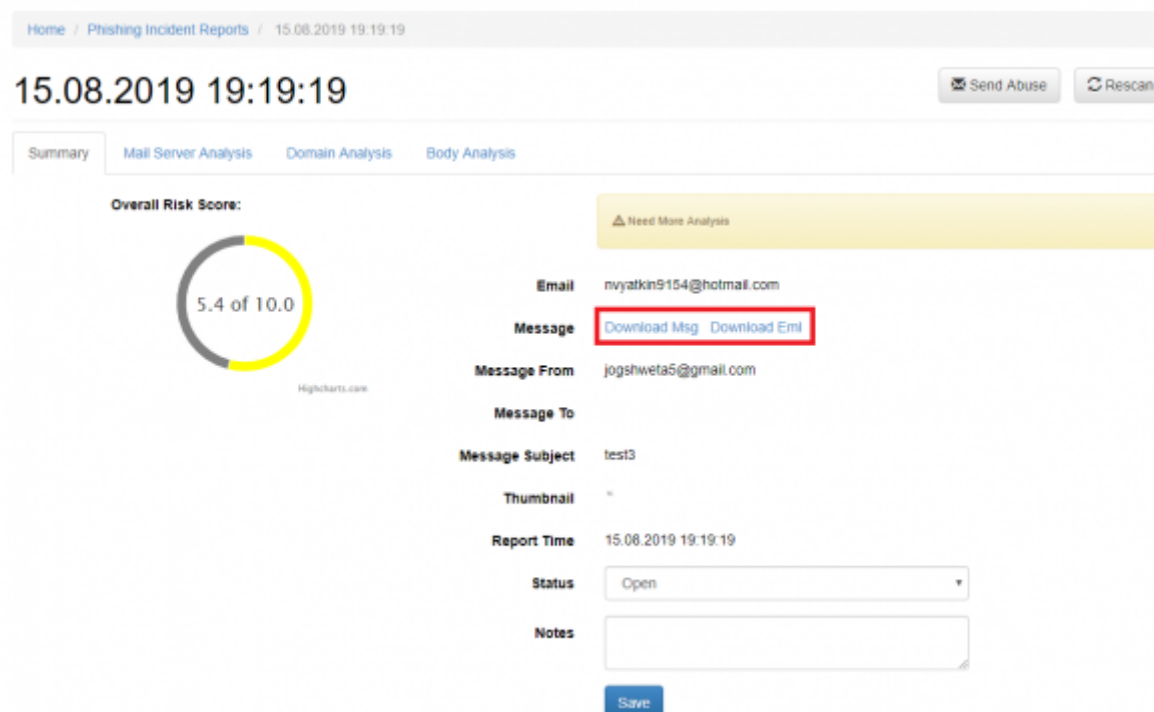 Home / Phishing Incident Reports / 15.08.2019 19:19:19
15.08.2019 19:19:19
Send Abuse
Rescan
Summary
Mail Server Analysis
Domain Analysis
Body Analysis
Overall Risk Score:
5.4 of 10.0
Highcharts.com
Need More Analysis
Email nvyatkin9154@hotmail.com
Message Download Msg Download Eml
Message From jogshweta5@gmail.com
Message To
Message Subject test3
Thumbnail
Report Time 15.08.2019 19:19:19
Status Open
Notes
Save